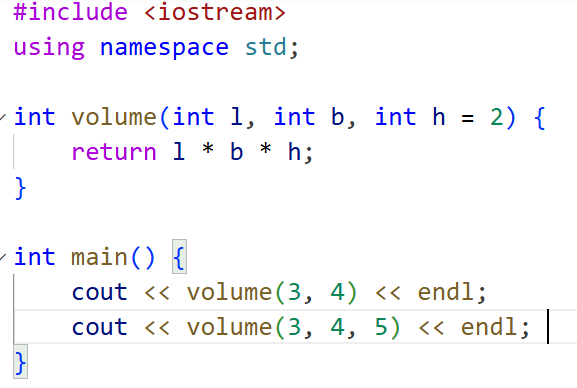 #include <iostream>
using namespace std;

int volume(int l, int b, int h = 2) {
    return l * b * h;
}

int main() {
    cout << volume(3, 4) << endl;
    cout << volume(3, 4, 5) << endl;
}